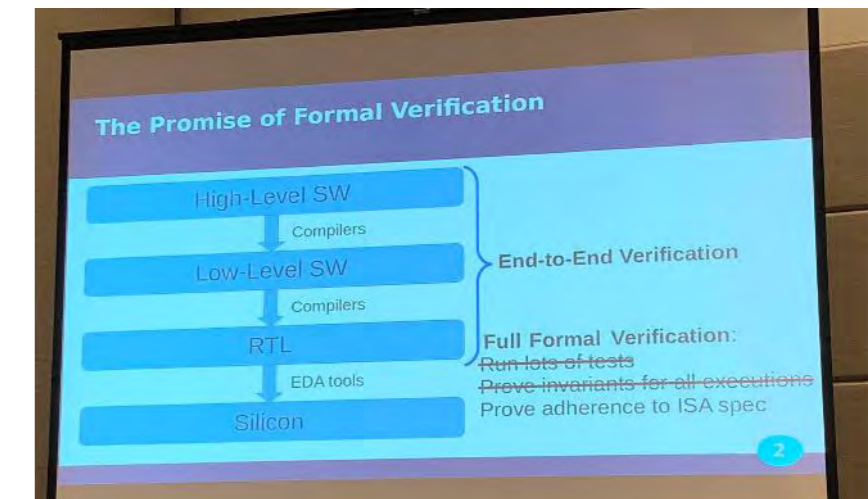 The Promise of Formal Verification
High-Level SW
Compilers
Low-Level SW
Compilers
RTL
EDA tools
Silicon
End-to-End Verification
Full Formal Verification:
Run lots of tests
Prove invariants for all executions
Prove adherence to ISA spec
2